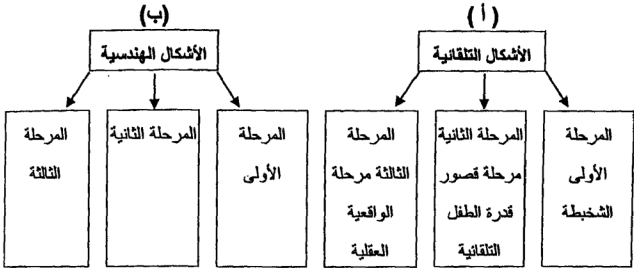 (أ)
الأشكال التلقائية
المرحلة
الأولى
الشخبطة
المرحلة الثانية
مرحلة قصور
قدرة الطفل
التلقائية
المرحلة
الثالثة مرحلة
الواقعية
العقلية
(ب)
الأشكال الهندسية
المرحلة
الأولى
المرحلة الثانية
المرحلة
الثالثة